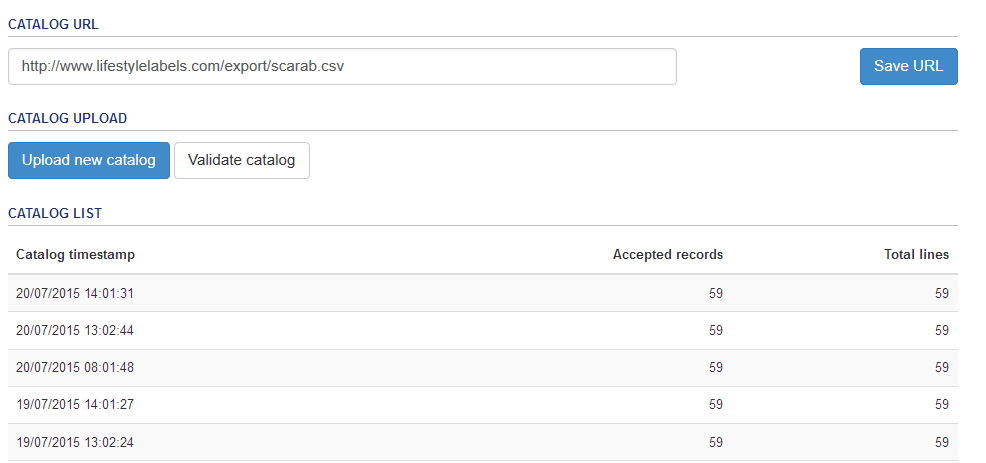 CATALOG URL
http://www.lifestylelabels.com/export/scarab.csv
Save URL
CATALOG UPLOAD
Upload new catalog
Validate catalog
CATALOG LIST
Catalog timestamp Accepted records Total lines
20/07/2015 14:01:31 59 59
20/07/2015 13:02:44 59 59
20/07/2015 08:01:48 59 59
19/07/2015 14:01:27 59 59
19/07/2015 13:02:24 59 59